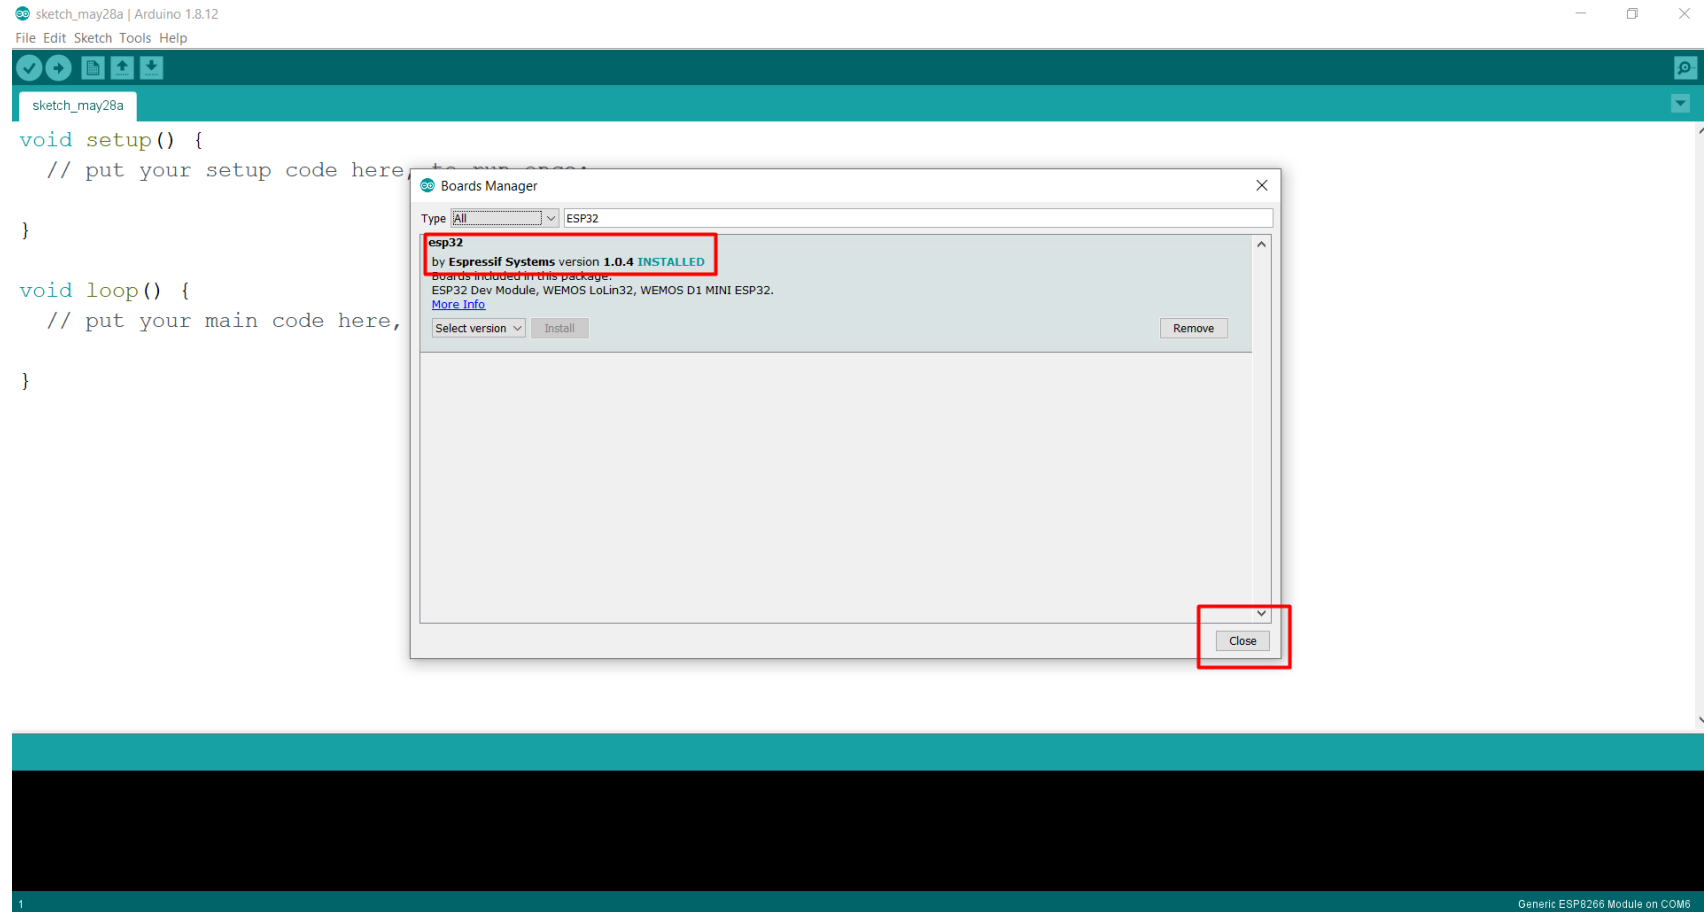 sketch_may28a | Arduino 1.8.12
File Edit Sketch Tools Help
sketch_may28a
void setup() {
// put your setup code here, to run once:
}
void loop() {
// put your main code here,
}
Boards Manager
Type All ESP32
esp32
by Espressif Systems version 1.0.4 INSTALLED
Boards included in this package:
ESP32 Dev Module, WEMOS LoLin32, WEMOS D1 MINI ESP32.
More Info
Select version Install Remove
Close
1 Generic ESP8266 Module on COM6